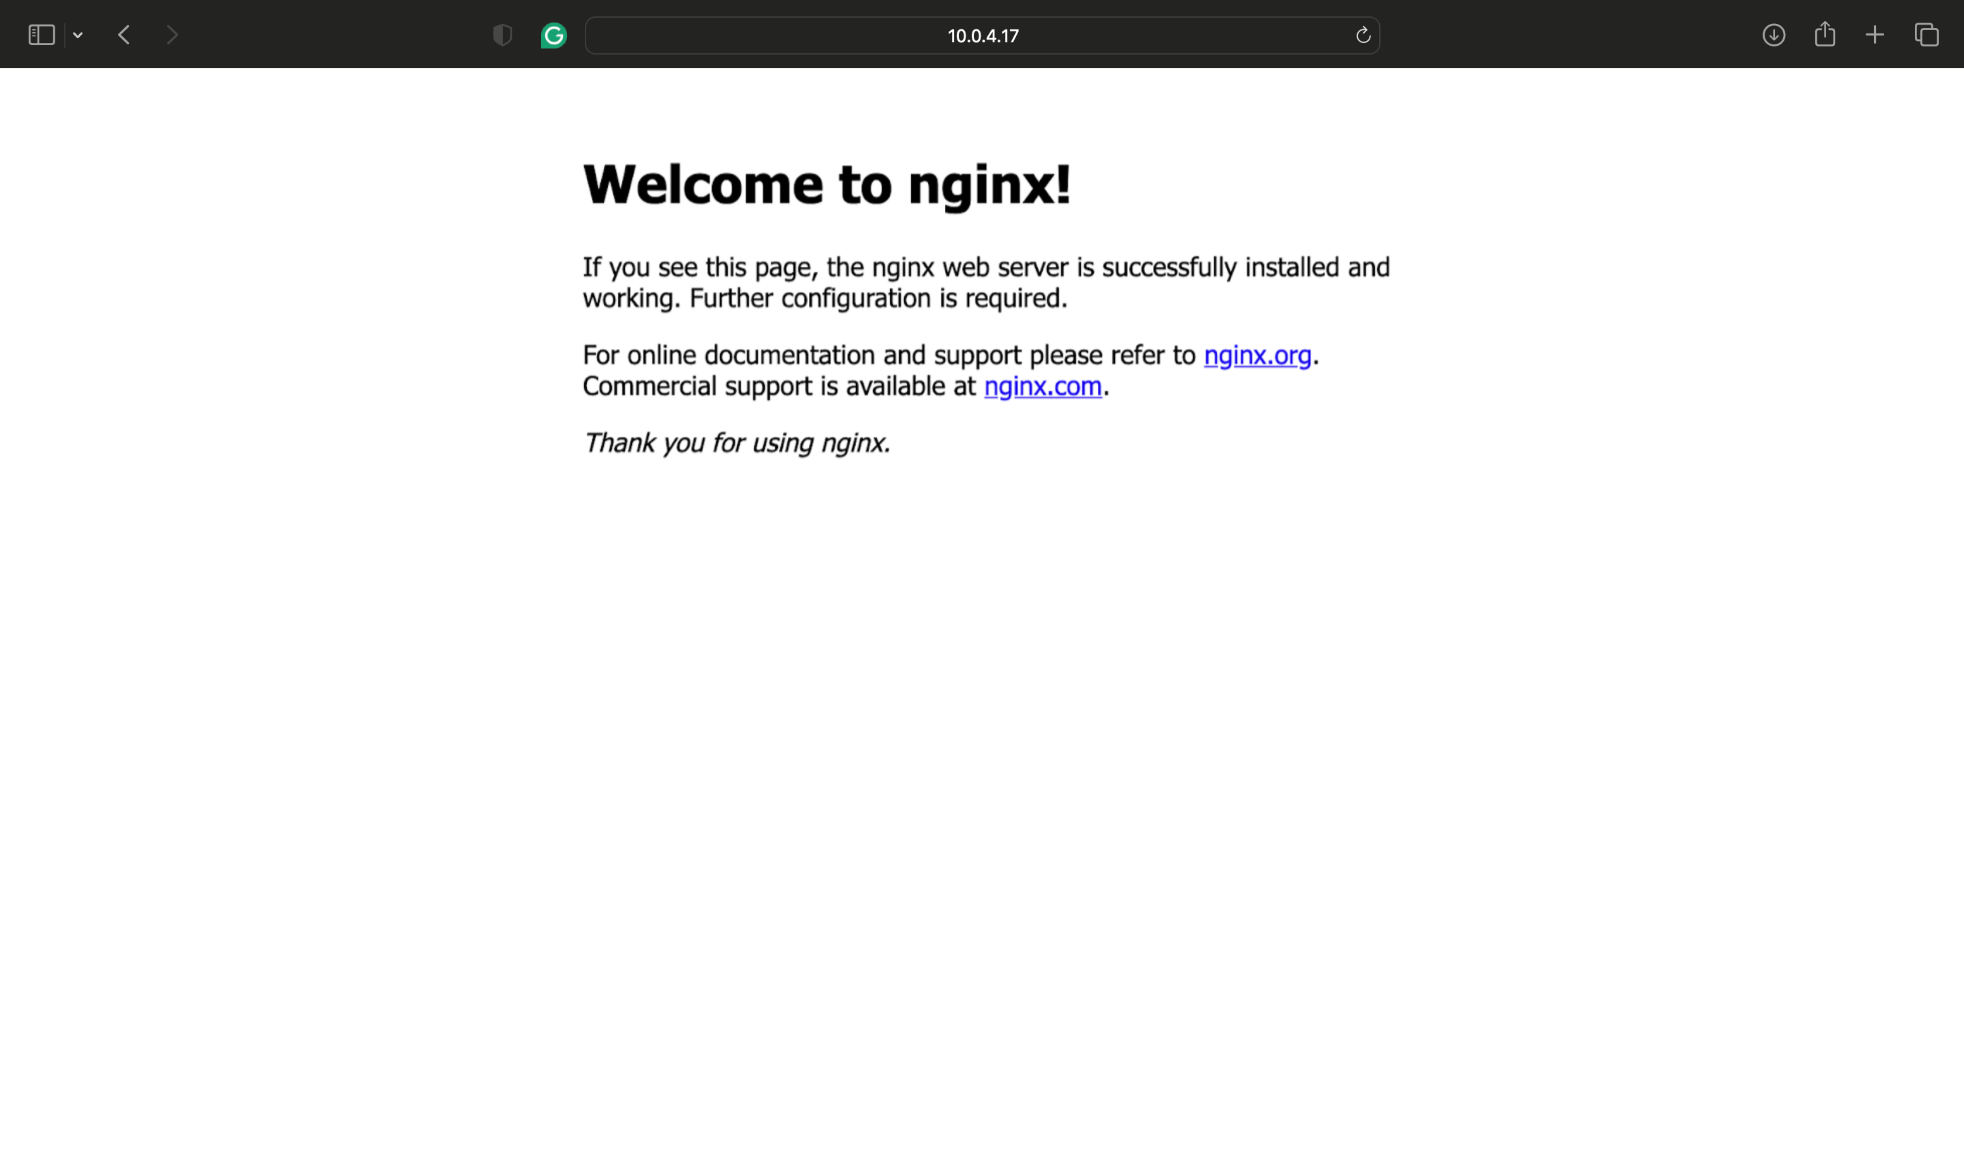 10.0.4.17
Welcome to nginx!
If you see this page, the nginx web server is successfully installed and
working. Further configuration is required.
For online documentation and support please refer to nginx.org.
Commercial support is available at nginx.com.
Thank you for using nginx.